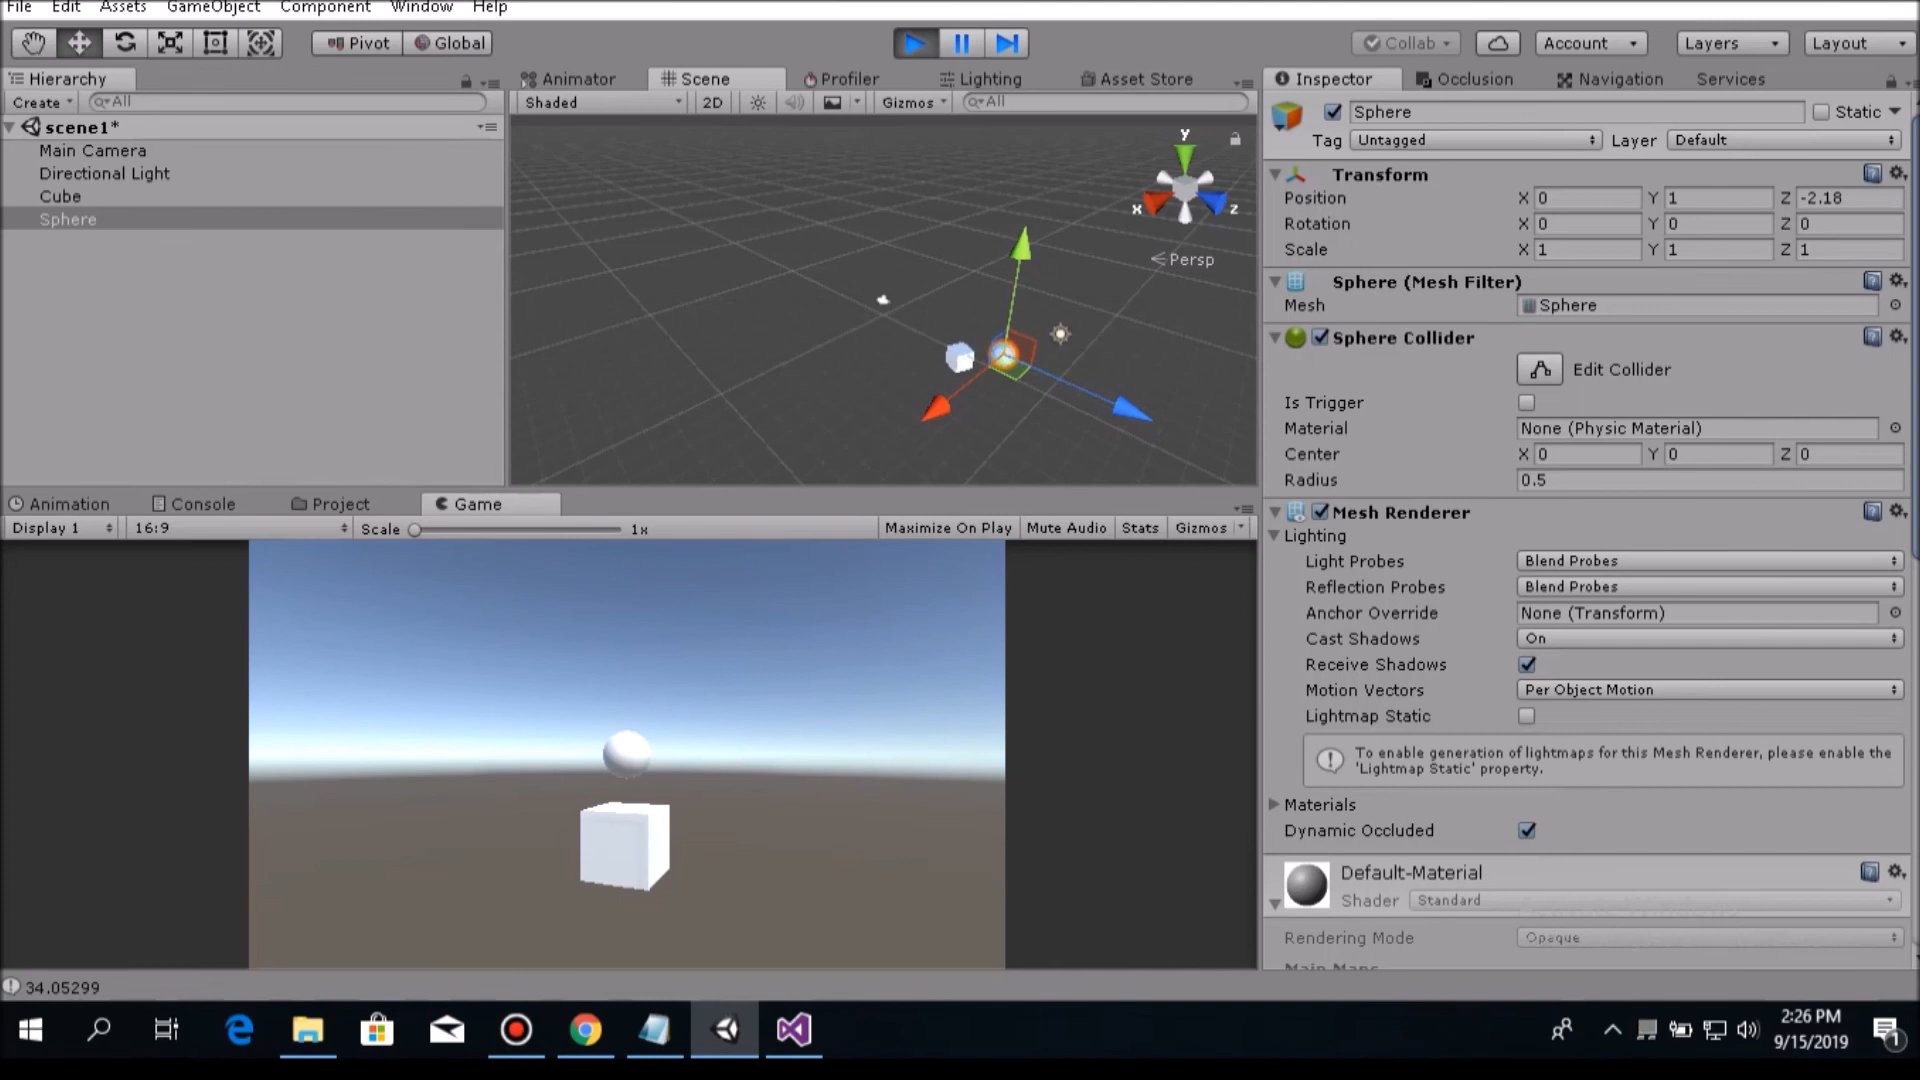 File Edit Assets GameObject Component Window Help
Pivot Global Collab Account Layers Layout
Hierarchy
Create All
scene1*
Main Camera
Directional Light
Cube
Sphere
Animator Scene Profiler Lighting Asset Store
Shaded 2D Gizmos All
y
x z
Persp
Animation Console Project Game
Display 1 16:9 Scale 1x Maximize On Play Mute Audio Stats Gizmos
Inspector Occlusion Navigation Services
Sphere Static
Tag Untagged Layer Default
Transform
Position X 0 Y 1 Z -2.18
Rotation X 0 Y 0 Z 0
Scale X 1 Y 1 Z 1
Sphere (Mesh Filter)
Mesh Sphere
Sphere Collider
Edit Collider
Is Trigger
Material None (Physic Material)
Center X 0 Y 0 Z 0
Radius 0.5
Mesh Renderer
Lighting
Light Probes Blend Probes
Reflection Probes Blend Probes
Anchor Override None (Transform)
Cast Shadows On
Receive Shadows
Motion Vectors Per Object Motion
Lightmap Static
To enable generation of lightmaps for this Mesh Renderer, please enable the
'Lightmap Static' property.
Materials
Dynamic Occluded
Default-Material
Shader Standard
Rendering Mode Opaque
Main Maps
34.05299
2:26 PM
9/15/2019
1